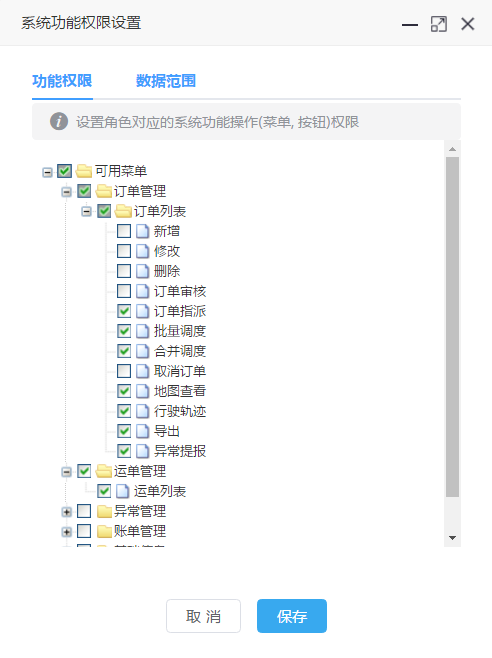 系统功能权限设置
功能权限 数据范围
设置角色对应的系统功能操作(菜单, 按钮)权限
可用菜单
订单管理
订单列表
新增
修改
删除
订单审核
订单指派
批量调度
合并调度
取消订单
地图查看
行驶轨迹
导出
异常提报
运单管理
运单列表
异常管理
账单管理
取 消 保存